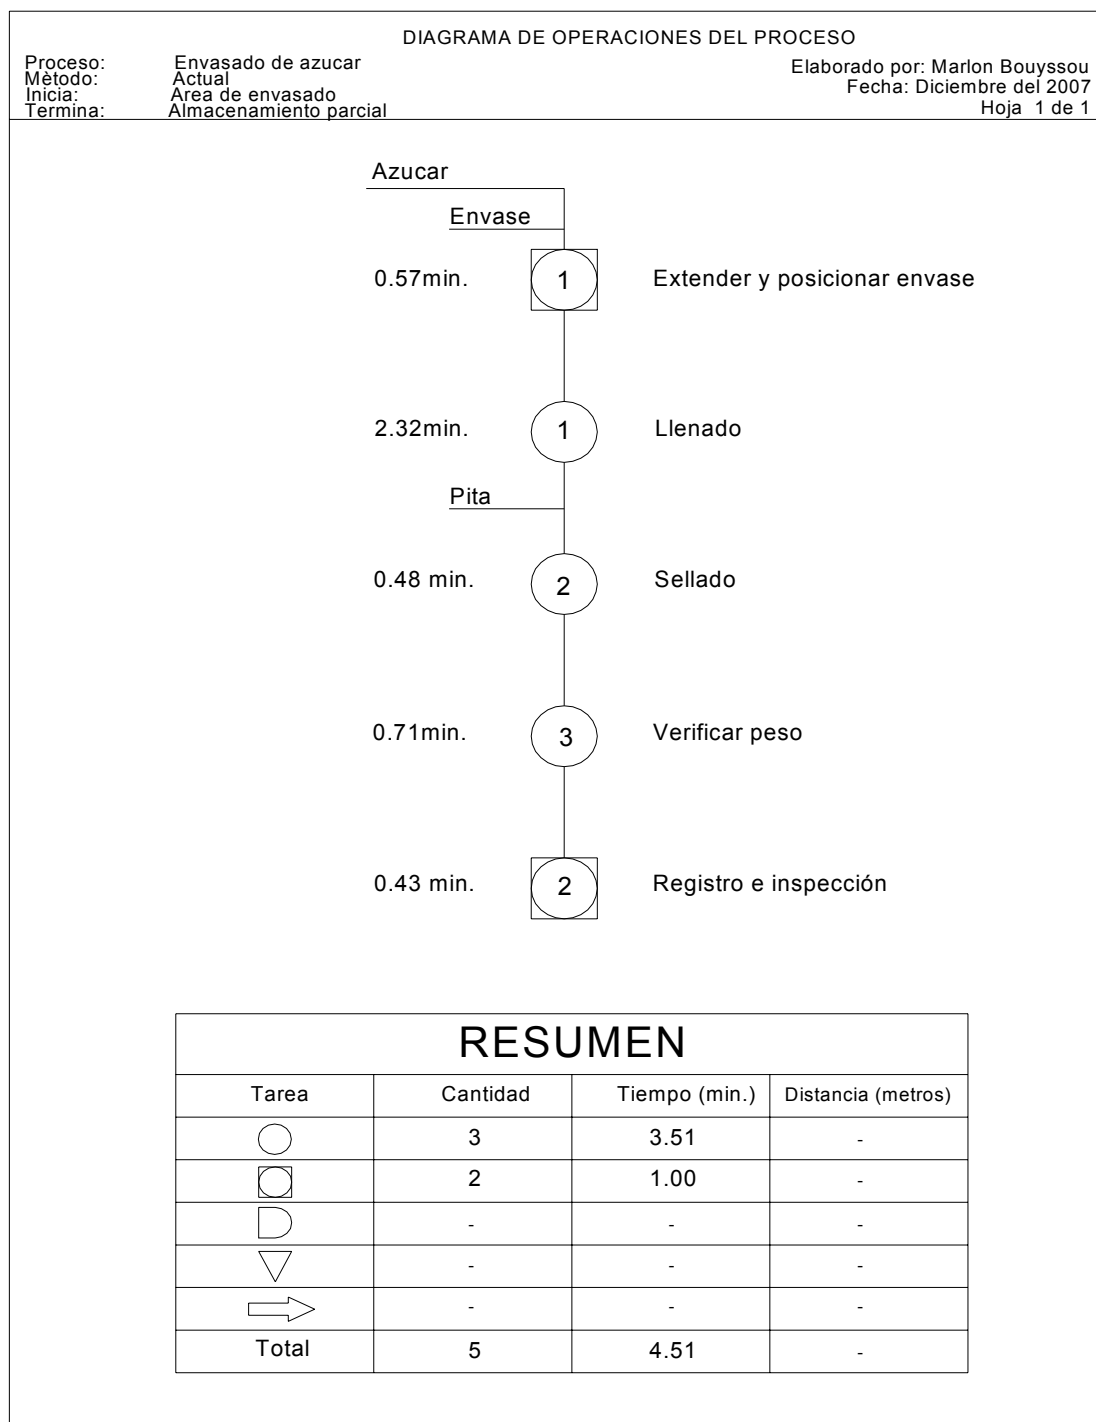 DIAGRAMA DE OPERACIONES DEL PROCESO
Proceso: Envasado de azucar
Mètodo: Actual
Inicia: Area de envasado
Termina: Almacenamiento parcial
Elaborado por: Marlon Bouyssou
Fecha: Diciembre del 2007
Hoja 1 de 1
Azucar
Envase
0.57min. 1 Extender y posicionar envase
2.32min. 1 Llenado
Pita
0.48 min. 2 Sellado
0.71min. 3 Verificar peso
0.43 min. 2 Registro e inspección
RESUMEN
Tarea Cantidad Tiempo (min.) Distancia (metros)
3 3.51 -
2 1.00 -
- - -
- - -
- - -
Total 5 4.51 -